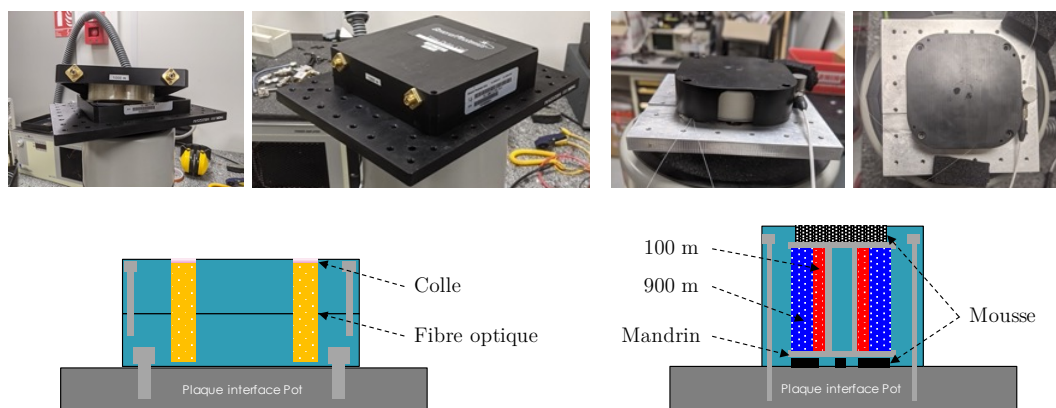 Colle
Fibre optique
Plaque interface Pot
100 m
900 m
Mandrin
Mousse
Plaque interface Pot